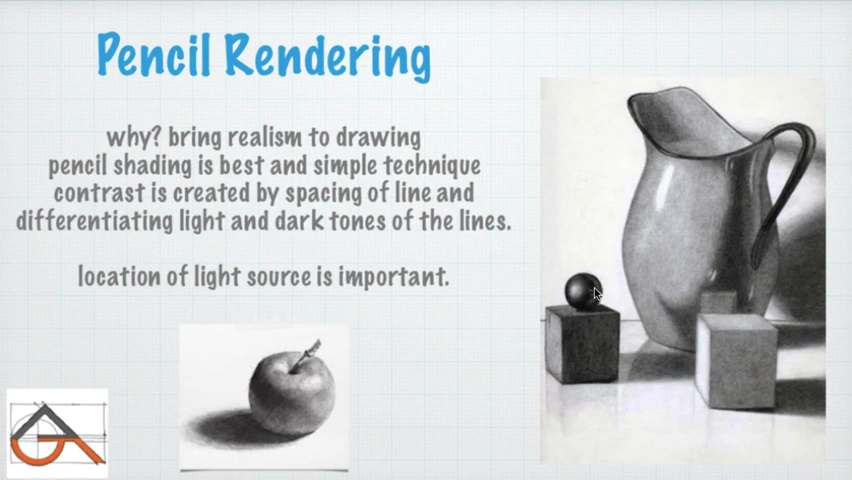 Pencil Rendering
why? bring realism to drawing
pencil shading is best and simple technique
contrast is created by spacing of line and
differentiating light and dark tones of the lines.
location of light source is important.